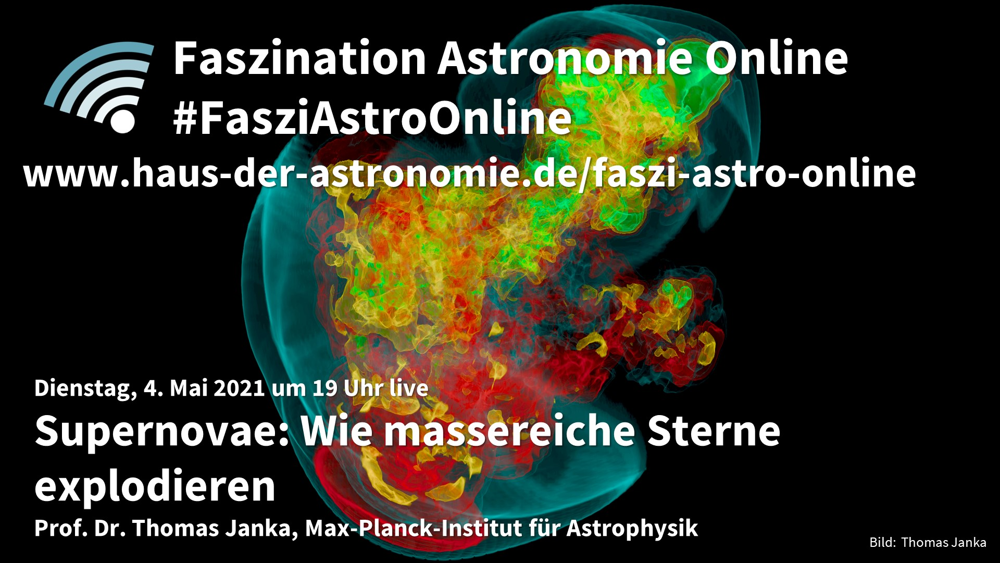 Faszination Astronomie Online
#FasziAstroOnline
www.haus-der-astronomie.de/faszi-astro-online
Dienstag, 4. Mai 2021 um 19 Uhr live
Supernovae: Wie massereiche Sterne
explodieren
Prof. Dr. Thomas Janka, Max-Planck-Institut für Astrophysik
Bild: Thomas Janka